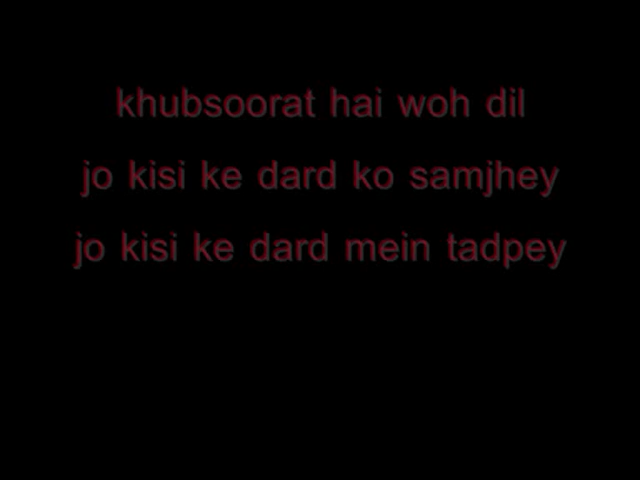 khubsoorat hai woh dil
jo kisi ke dard ko samjhey
jo kisi ke dard mein tadpey